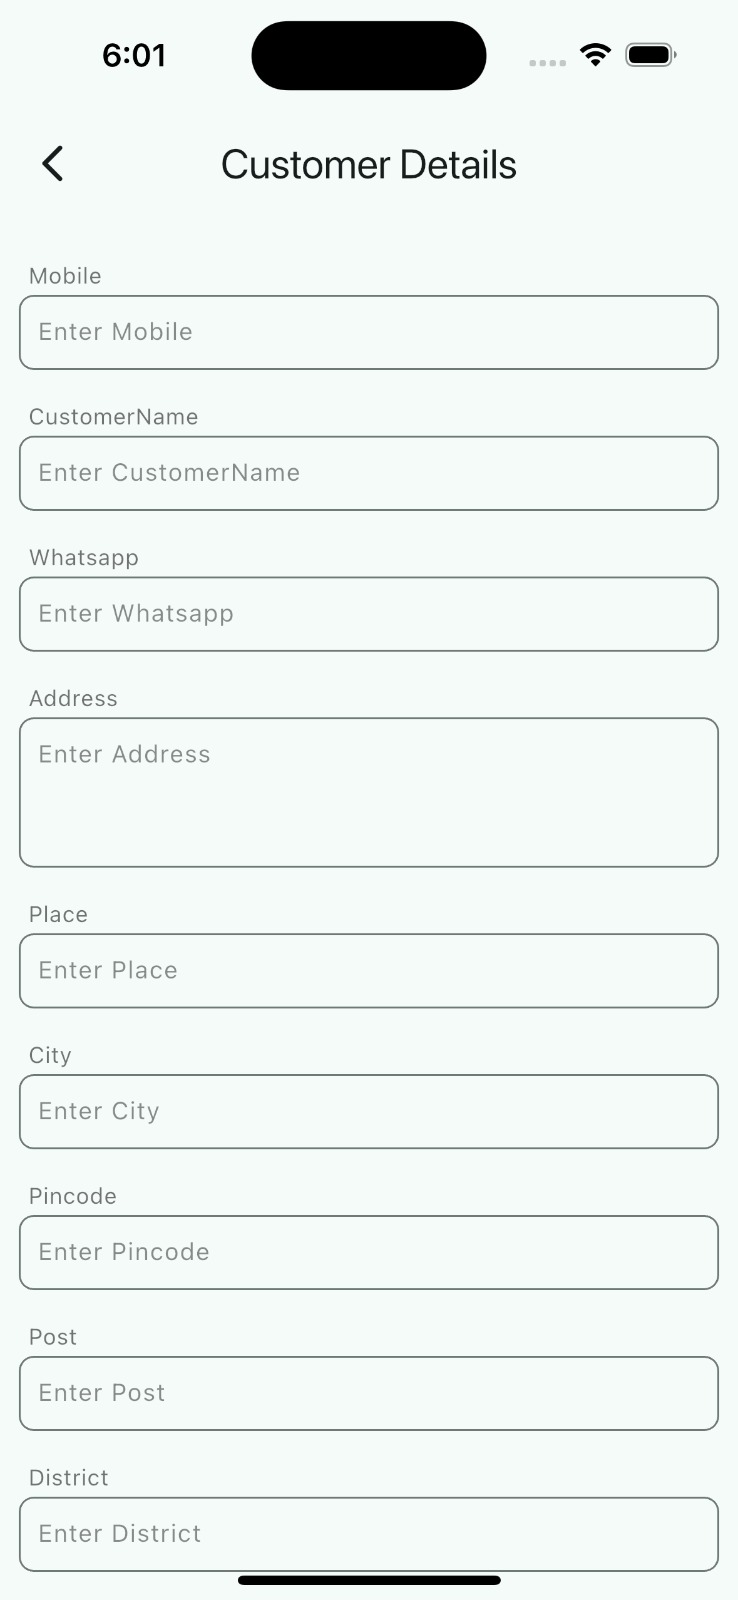 6:01
Customer Details
Mobile
Enter Mobile
CustomerName
Enter CustomerName
Whatsapp
Enter Whatsapp
Address
Enter Address
Place
Enter Place
City
Enter City
Pincode
Enter Pincode
Post
Enter Post
District
Enter District